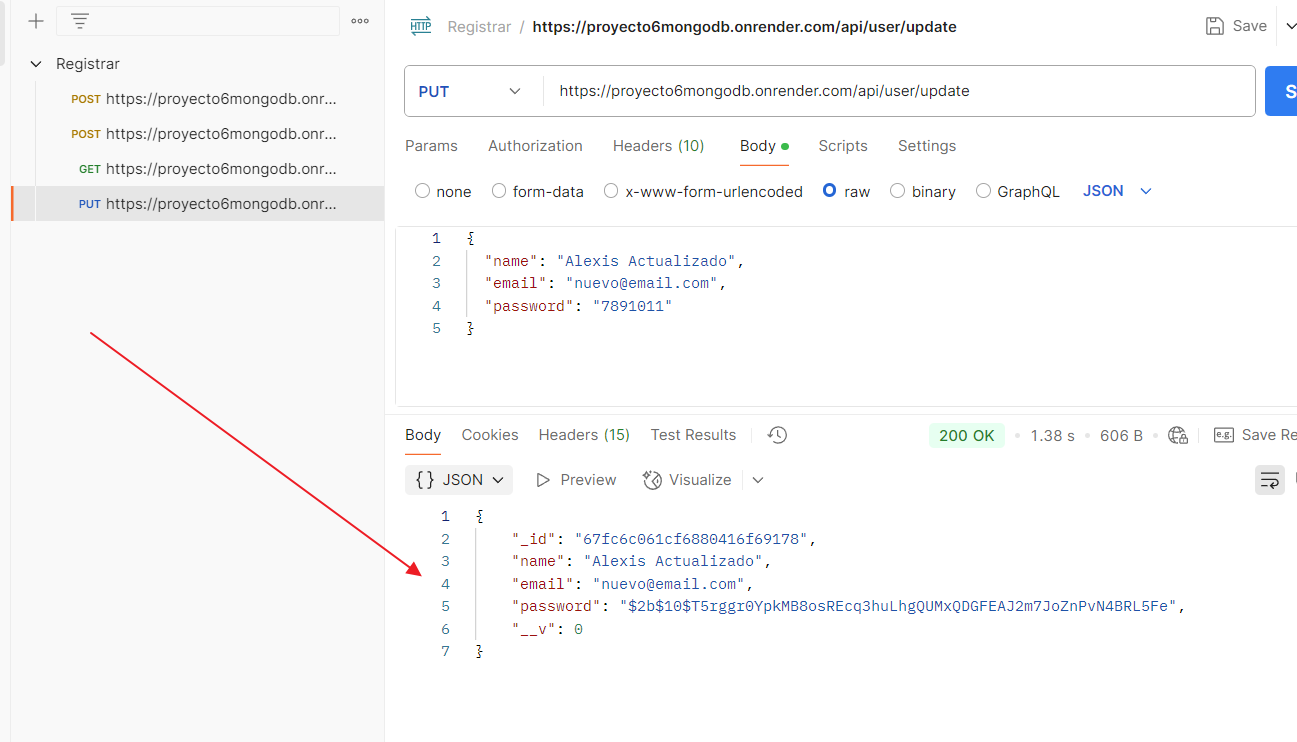 HTTP Registrar / https://proyecto6mongodb.onrender.com/api/user/update Save
Registrar
POST https://proyecto6mongodb.onr...
POST https://proyecto6mongodb.onr...
GET https://proyecto6mongodb.onr...
PUT https://proyecto6mongodb.onr...
PUT https://proyecto6mongodb.onrender.com/api/user/update S
Params Authorization Headers (10) Body Scripts Settings
none form-data x-www-form-urlencoded raw binary GraphQL JSON
1 {
2 "name": "Alexis Actualizado",
3 "email": "nuevo@email.com",
4 "password": "7891011"
5 }
Body Cookies Headers (15) Test Results 200 OK 1.38 s 606 B e.g. Save Re
{} JSON Preview Visualize
1 {
2 "_id": "67fc6c061cf6880416f69178",
3 "name": "Alexis Actualizado",
4 "email": "nuevo@email.com",
5 "password": "$2b$10$T5rggr0YpkMB8osREcq3huLhgQUMxQDGFEAJ2m7JoZnPvN4BRL5Fe",
6 "__v": 0
7 }